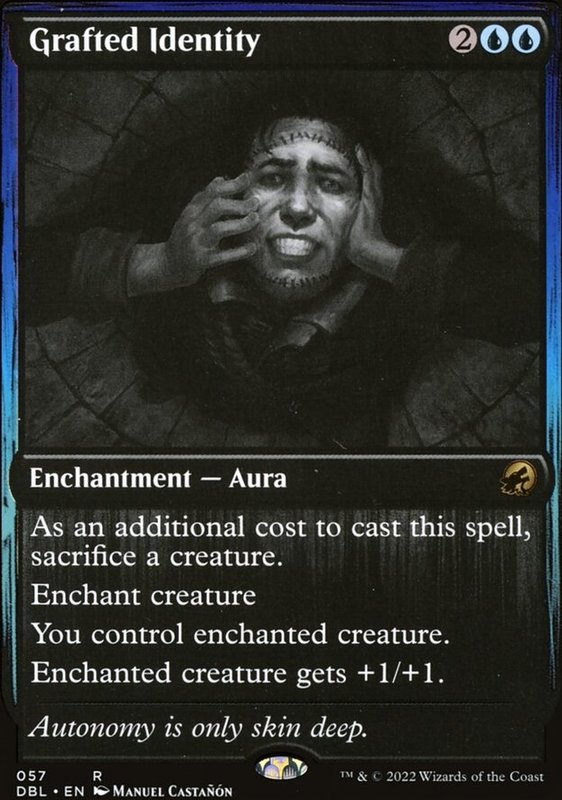 Grafted Identity 2
Enchantment — Aura
As an additional cost to cast this spell,
sacrifice a creature.
Enchant creature
You control enchanted creature.
Enchanted creature gets +1/+1.
Autonomy is only skin deep.
057 R
DBL • EN Manuel Castañón
™ & © 2022 Wizards of the Coast